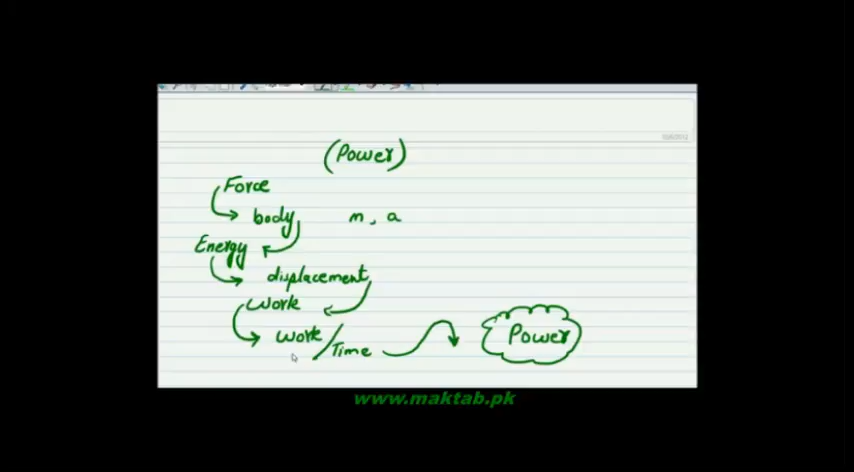 (Power)
Force
body m, a
Energy
displacement
Work
Work/Time
Power
www.maktab.pk